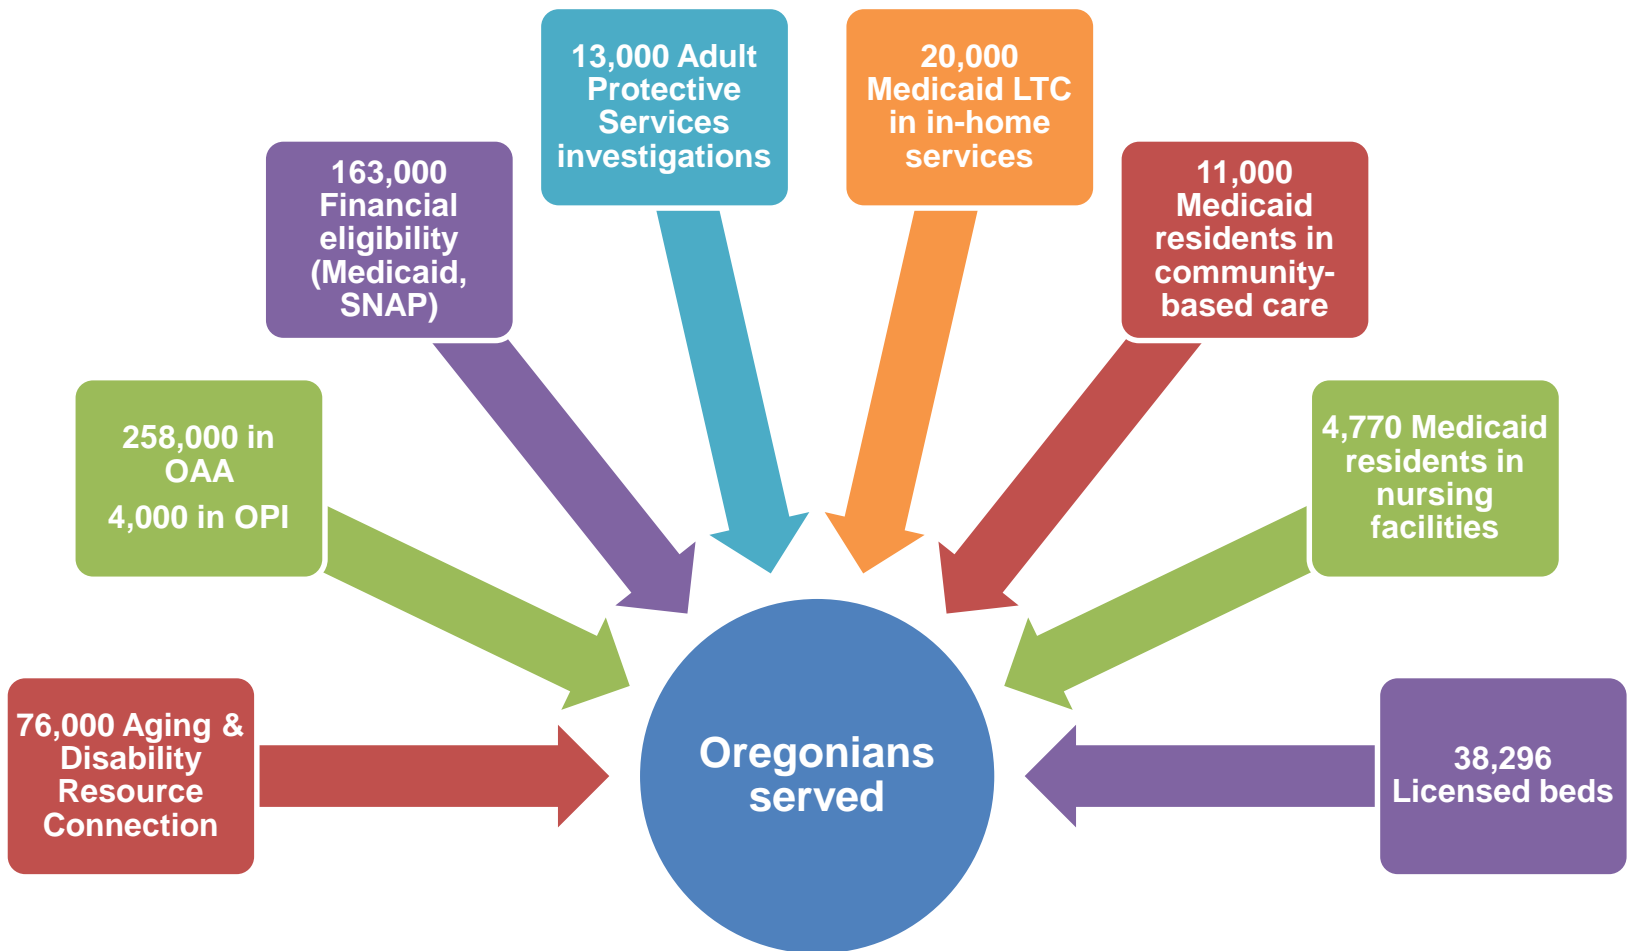 76,000 Aging &
Disability
Resource
Connection
258,000 in
OAA
4,000 in OPI
163,000
Financial
eligibility
(Medicaid,
SNAP)
13,000 Adult
Protective
Services
investigations
20,000
Medicaid LTC
in in-home
services
11,000
Medicaid
residents in
community-
based care
4,770 Medicaid
residents in
nursing
facilities
38,296
Licensed beds
Oregonians
served